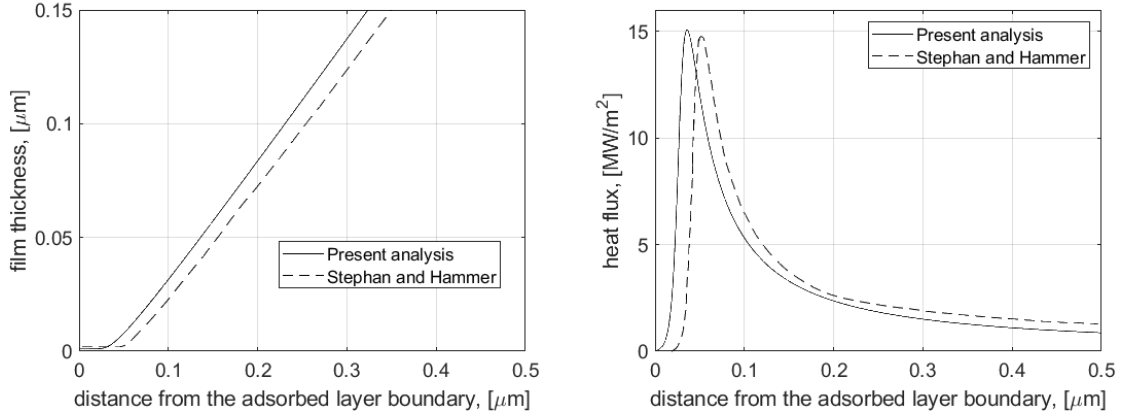 0.15
0.1
0.05
0
film thickness, [μm]
Present analysis
Stephan and Hammer
0 0.1 0.2 0.3 0.4 0.5
distance from the adsorbed layer boundary, [μm]
15
10
5
0
heat flux, [MW/m²]
Present analysis
Stephan and Hammer
0 0.1 0.2 0.3 0.4 0.5
distance from the adsorbed layer boundary, [μm]